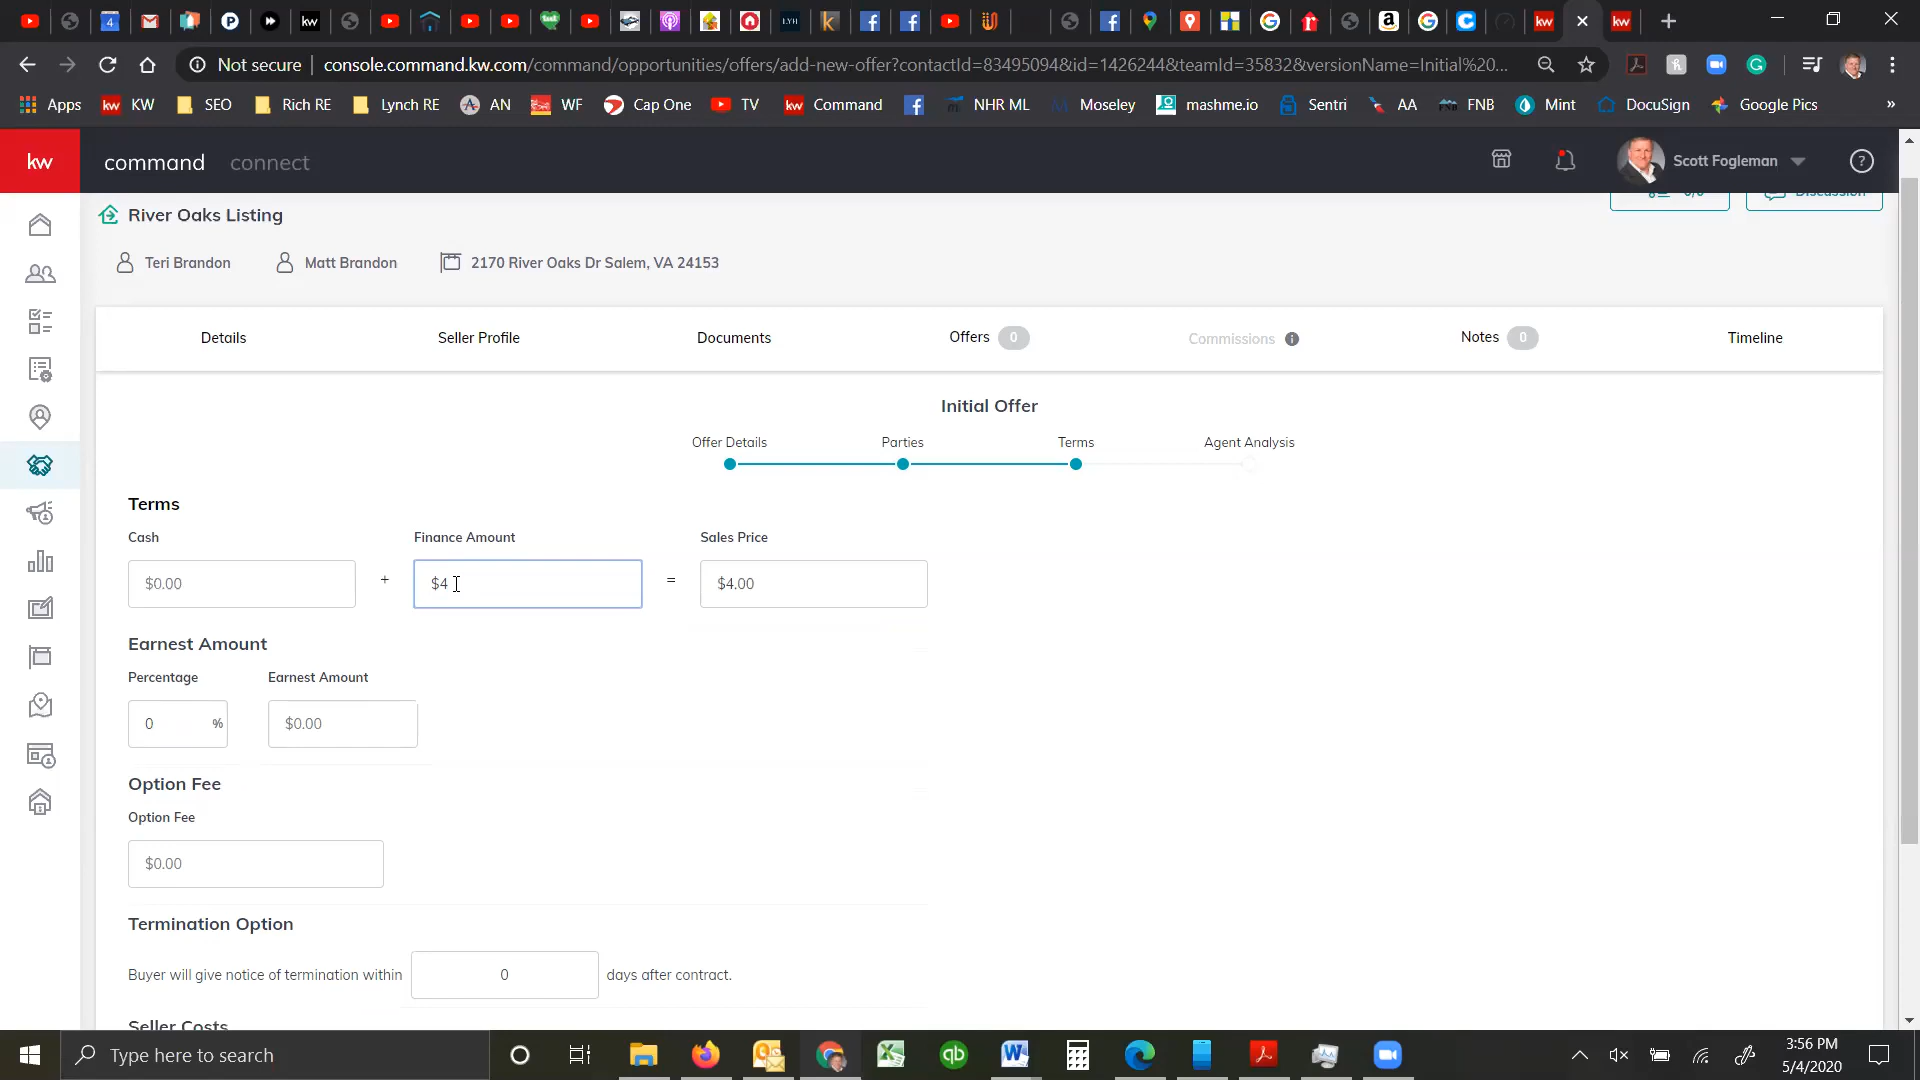 Not secure | console.command.kw.com/command/opportunities/offers/add-new-offer?contactId=83495094&id=1426244&teamId=35832&versionName=Initial%20...
Apps KW SEO Rich RE Lynch RE AN WF Cap One TV Command NHR ML Moseley mashme.io Sentri AA FNB Mint DocuSign Google Pics »
kw command connect Scott Fogleman
River Oaks Listing 0/0 Discussion
Teri Brandon Matt Brandon 2170 River Oaks Dr Salem, VA 24153
Details Seller Profile Documents Offers 0 Commissions Notes 0 Timeline
Initial Offer
Offer Details Parties Terms Agent Analysis
Terms
Cash Finance Amount Sales Price
$0.00 + $4 = $4.00
Earnest Amount
Percentage Earnest Amount
0 % $0.00
Option Fee
Option Fee
$0.00
Termination Option
Buyer will give notice of termination within 0 days after contract.
Seller Costs
Type here to search
3:56 PM
5/4/2020